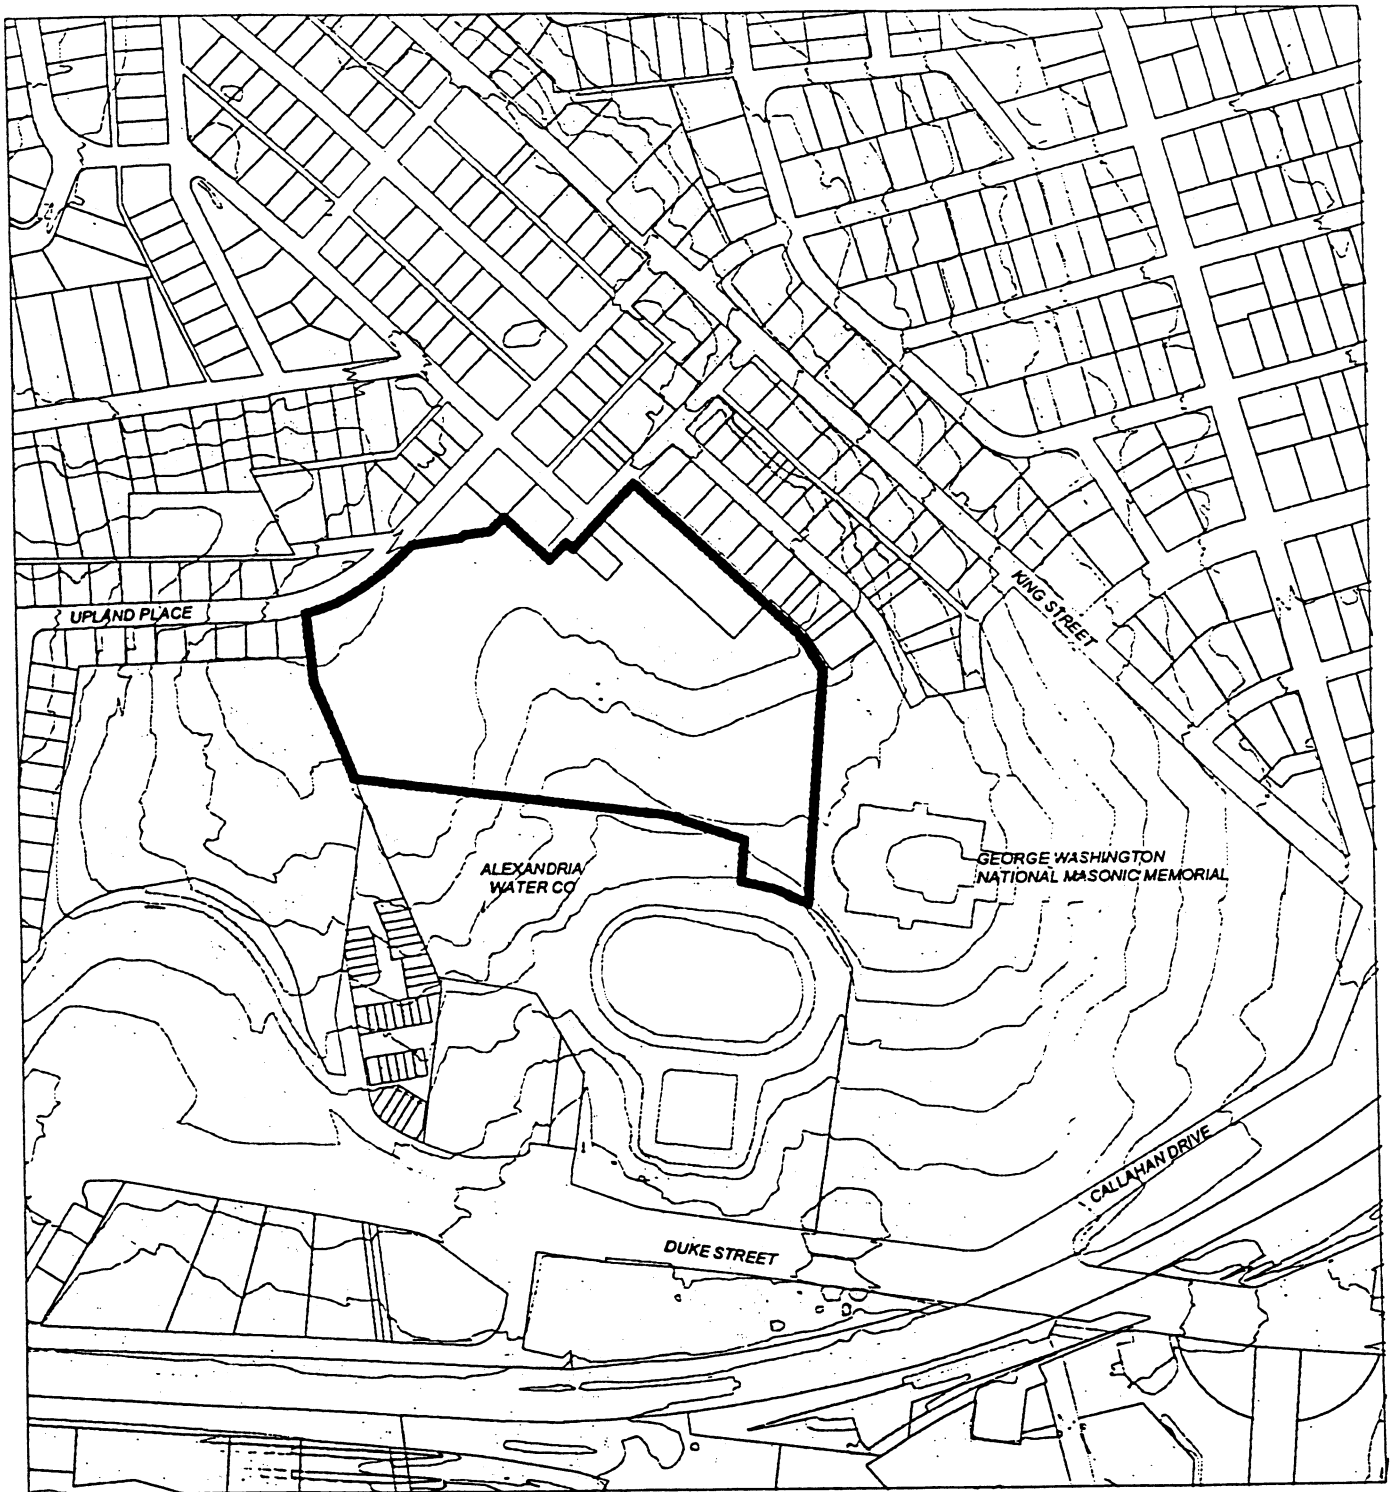 KING STREET
UPLAND PLACE
GEORGE WASHINGTON
NATIONAL MASONIC MEMORIAL
ALEXANDRIA
WATER CO
CALLAHAN DRIVE
DUKE STREET